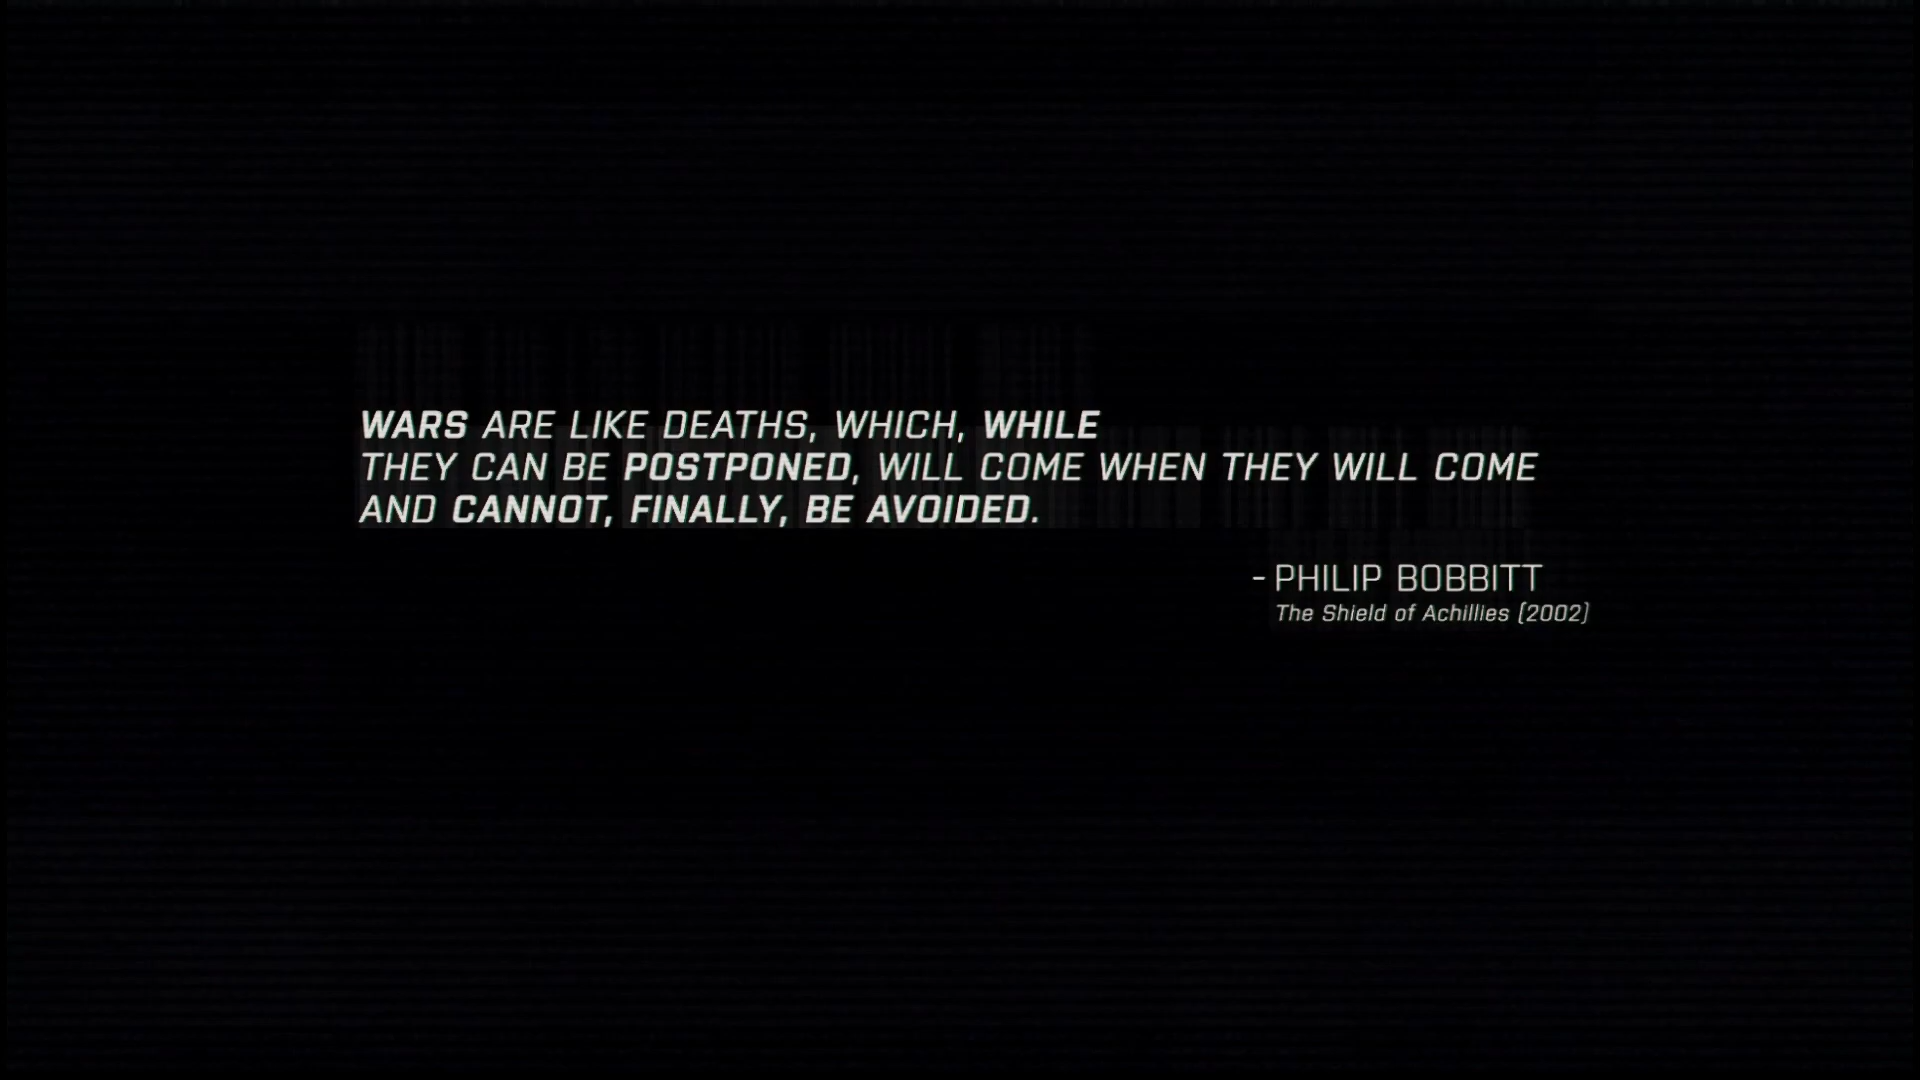 WARS ARE LIKE DEATHS, WHICH, WHILE
THEY CAN BE POSTPONED, WILL COME WHEN THEY WILL COME
AND CANNOT, FINALLY, BE AVOIDED.
- PHILIP BOBBITT
The Shield of Achillies (2002)